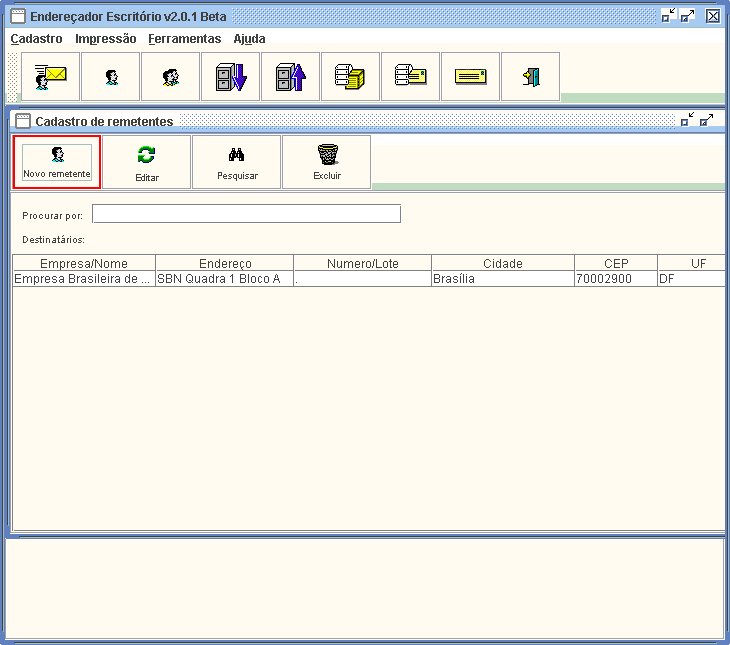 Endereçador Escritório v2.0.1 Beta
Cadastro Impressão Ferramentas Ajuda
Cadastro de remetentes
Novo remetente Editar Pesquisar Excluir
Procurar por:
Destinatários:
Empresa/Nome Endereço Numero/Lote Cidade CEP UF
Empresa Brasileira de ... SBN Quadra 1 Bloco A . Brasília 70002900 DF